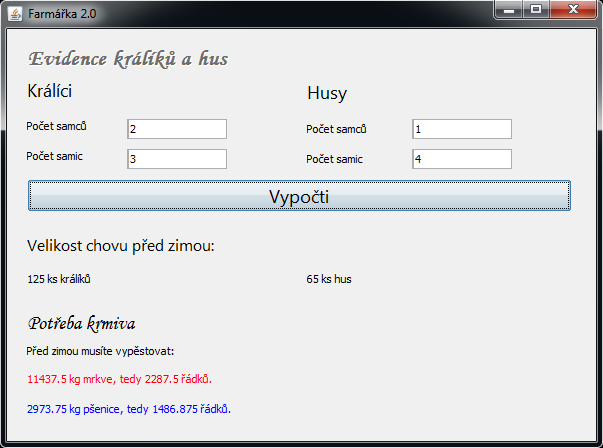 Farmářka 2.0
Evidence králíků a hus
Králíci
Husy
Počet samců 2
Počet samců 1
Počet samic 3
Počet samic 4
Vypočti
Velikost chovu před zimou:
125 ks králíků
65 ks hus
Potřeba krmiva
Před zimou musíte vypěstovat:
11437.5 kg mrkve, tedy 2287.5 řádků.
2973.75 kg pšenice, tedy 1486.875 řádků.